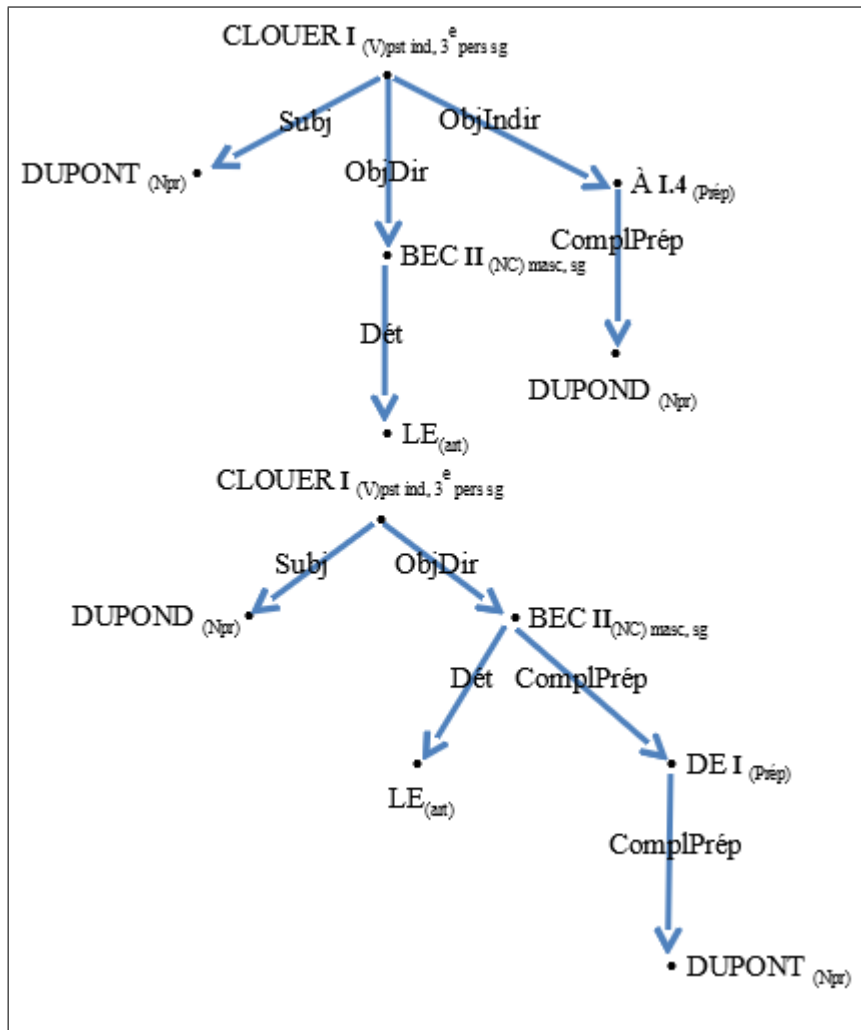 CLOUER I (V)pst ind, 3e pers sg
Subj ObjIndir
DUPONT (Npr) ObjDir À I.4 (Prép)
ComplPrép
BEC II (NC) masc, sg
Dét
DUPOND (Npr)
LE(art)
CLOUER I (V)pst ind, 3e pers sg
Subj ObjDir
DUPOND (Npr) BEC II(NC) masc, sg
Dét ComplPrép
DE I (Prép)
LE(art)
ComplPrép
DUPONT (Npr)